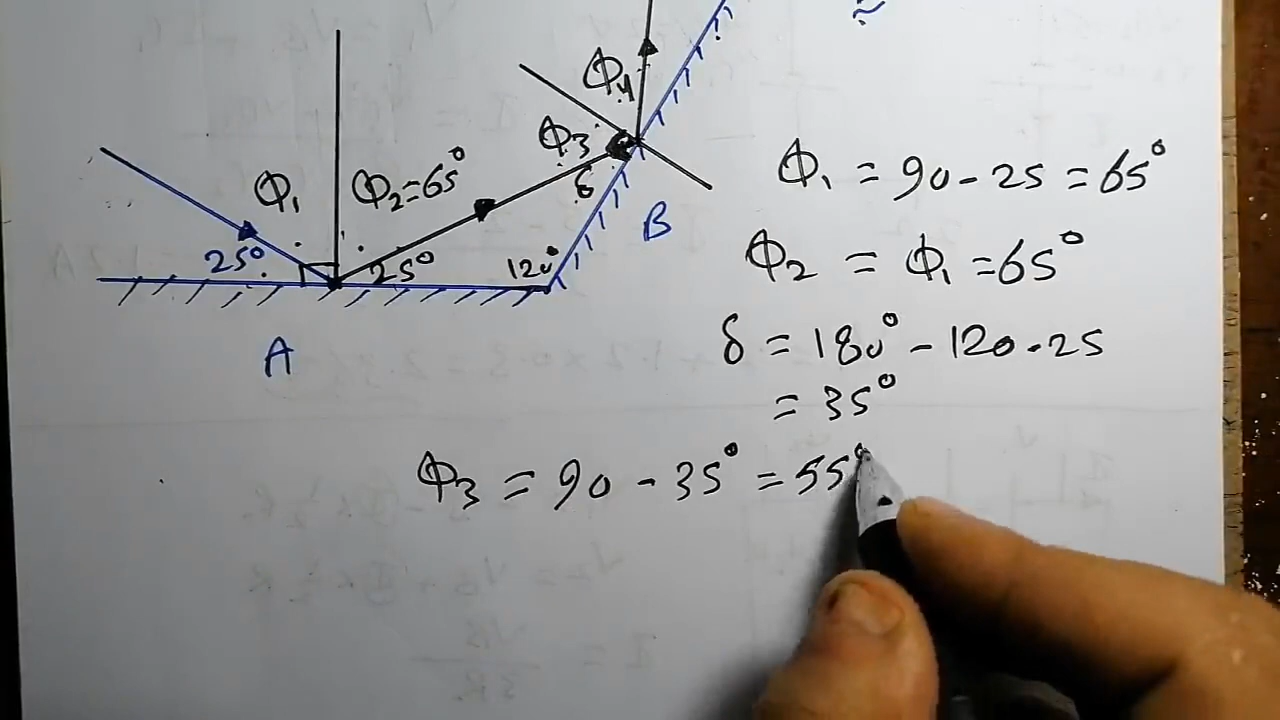 ϕ4
ϕ3
δ
ϕ1
ϕ2=65°
25°
25°
120°
A
B
ϕ1 = 90-25 = 65°
ϕ2 = ϕ1 = 65°
δ = 180° - 120 - 25
= 35°
ϕ3 = 90 - 35° = 55°